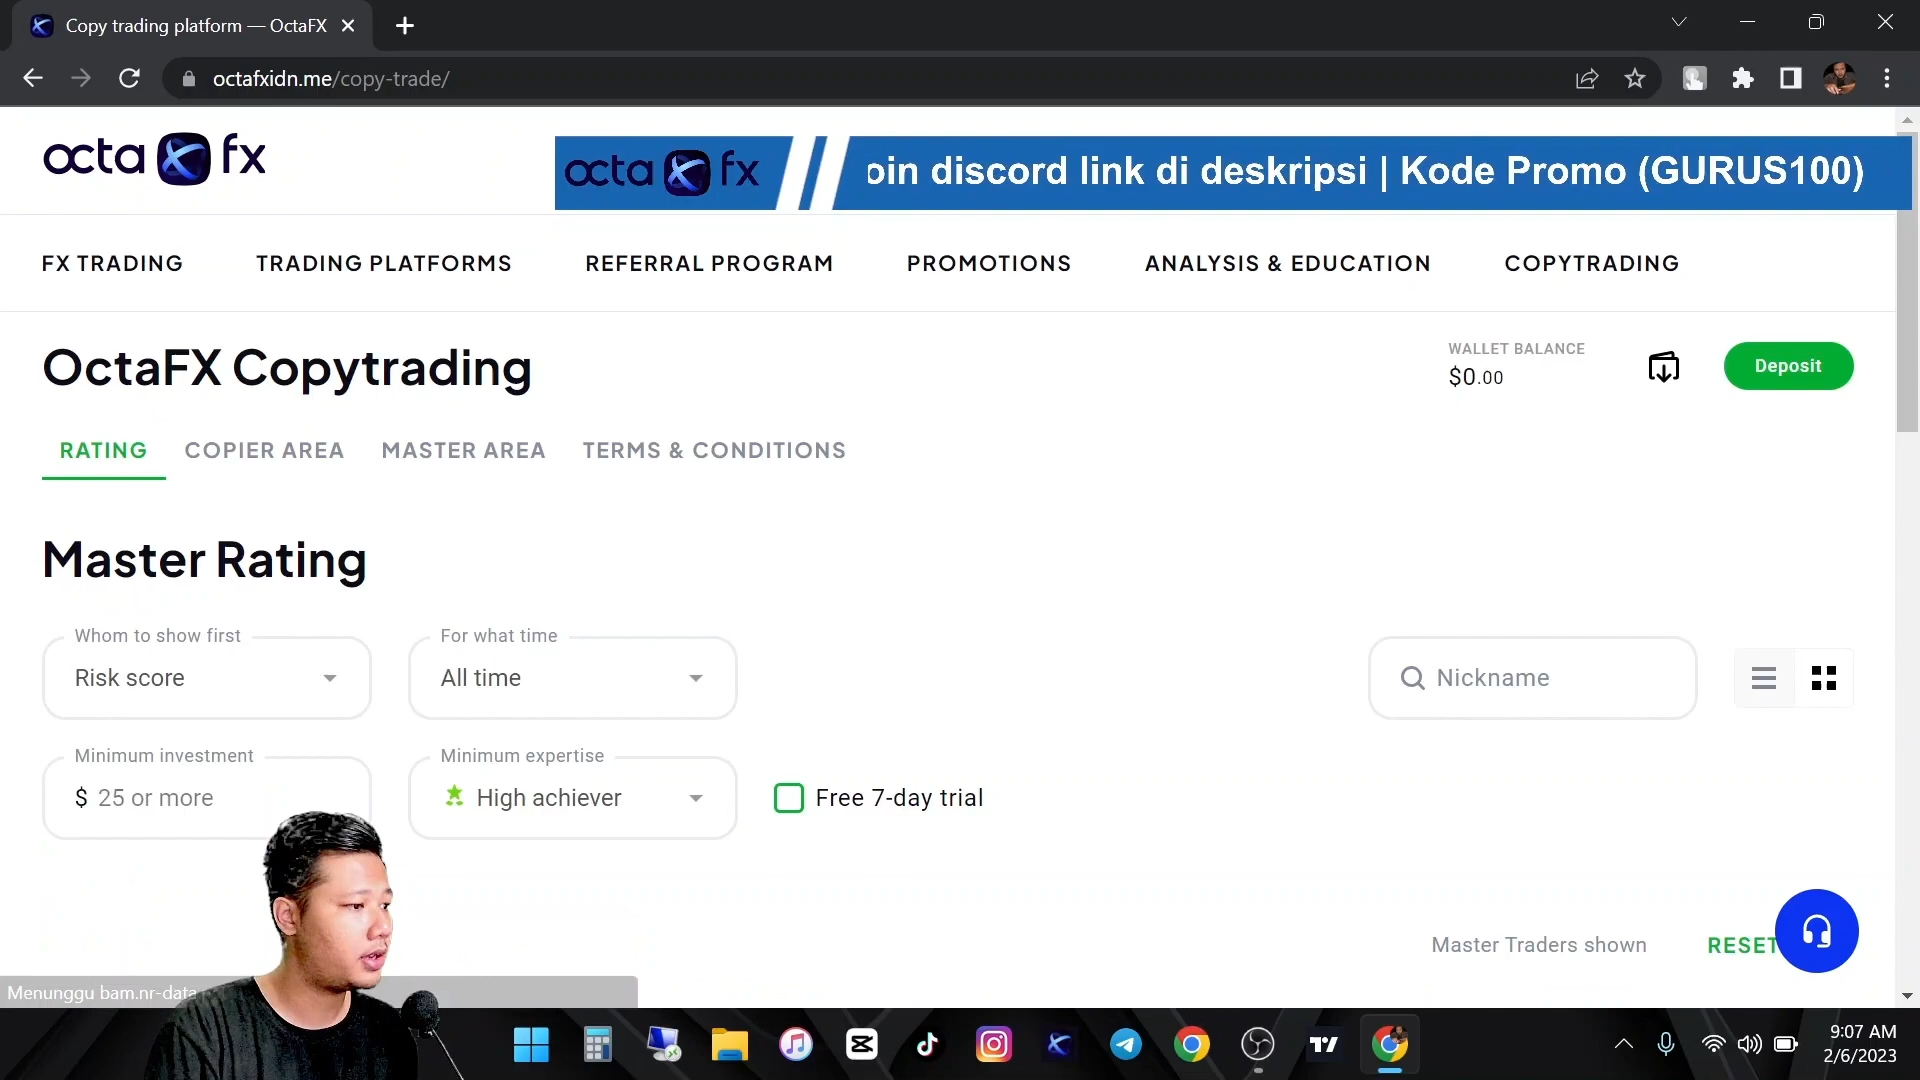 Copy trading platform — OctaFX
octafxidn.me/copy-trade/
octa fx
octa fx
oin discord link di deskripsi | Kode Promo (GURUS100)
FX TRADING
TRADING PLATFORMS
REFERRAL PROGRAM
PROMOTIONS
ANALYSIS & EDUCATION
COPYTRADING
OctaFX Copytrading
WALLET BALANCE
$0.00
Deposit
RATING
COPIER AREA
MASTER AREA
TERMS & CONDITIONS
Master Rating
Whom to show first
Risk score
For what time
All time
Nickname
Minimum investment
$ 25 or more
Minimum expertise
High achiever
Free 7-day trial
Master Traders shown
RESET
Menunggu bam.nr-data
9:07 AM
2/6/2023